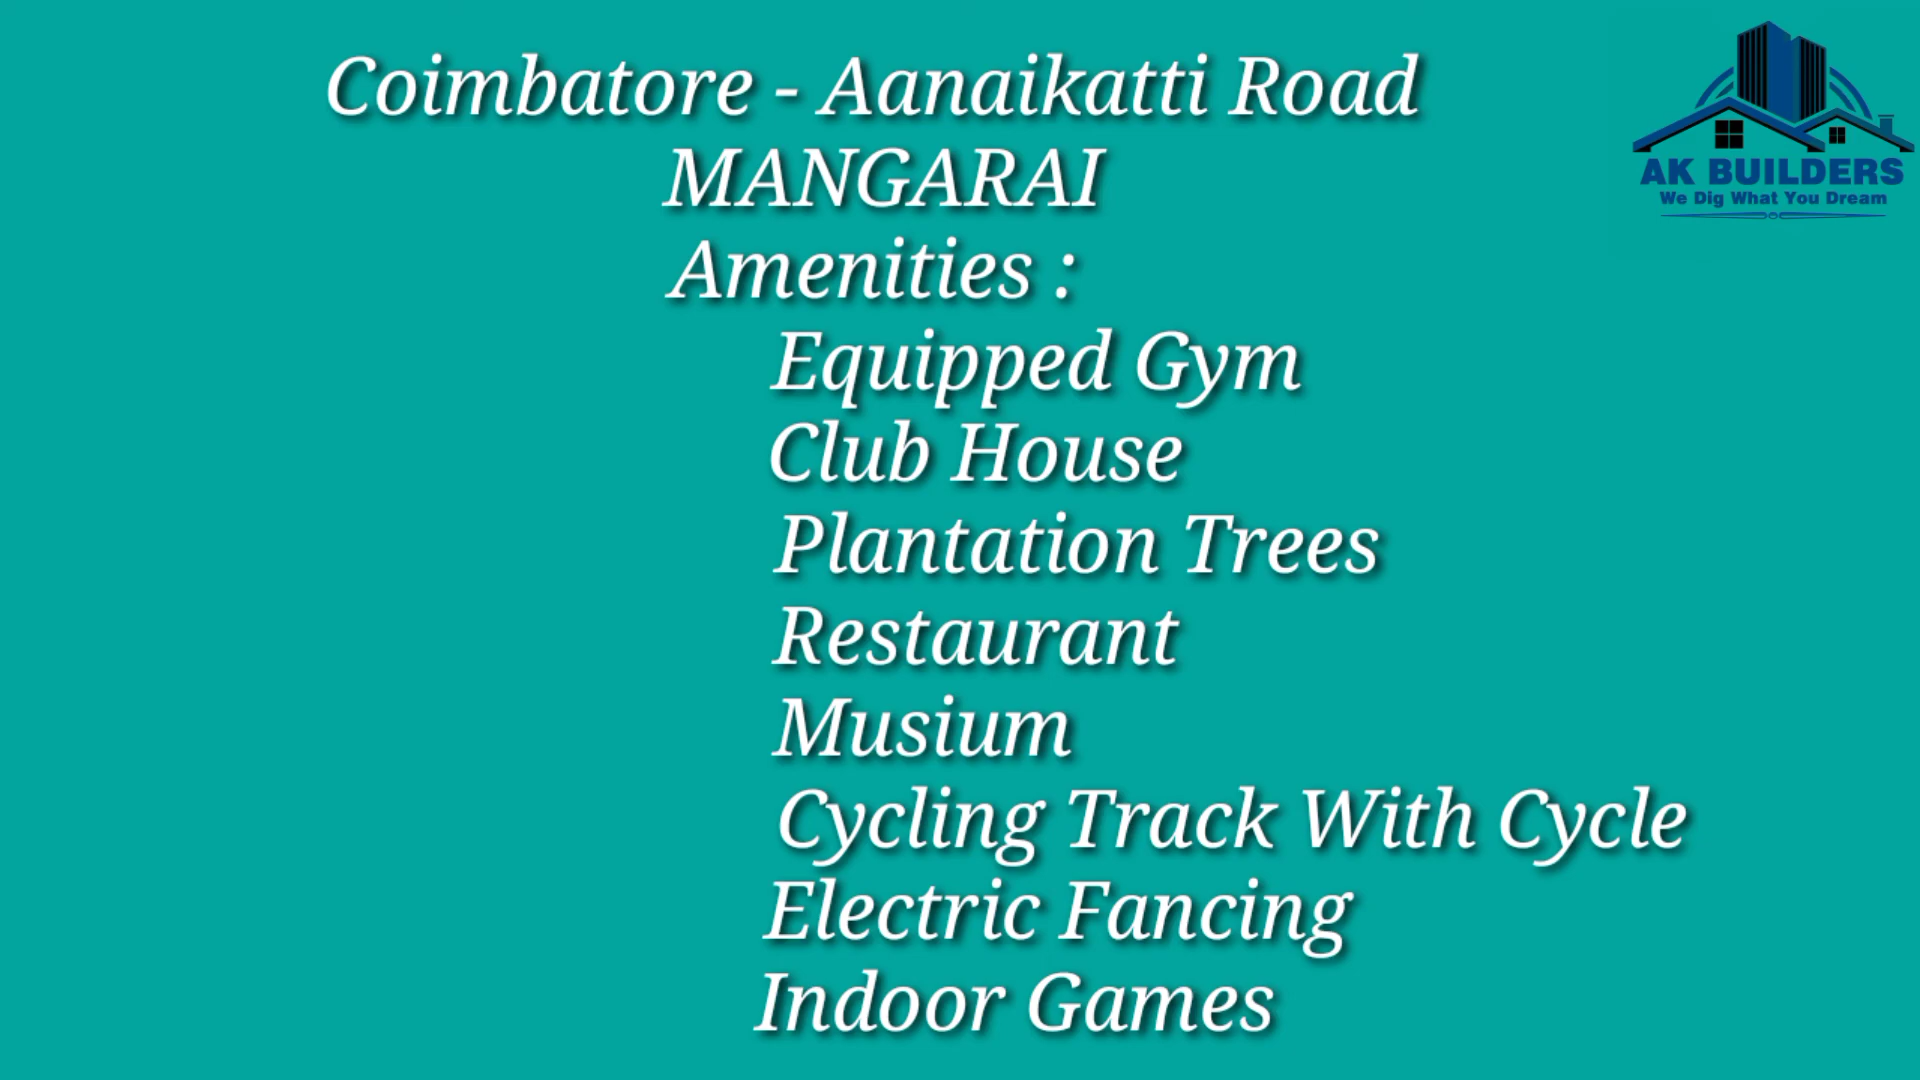 Coimbatore - Aanaikatti Road
MANGARAI
Amenities :
Equipped Gym
Club House
Plantation Trees
Restaurant
Musium
Cycling Track With Cycle
Electric Fancing
Indoor Games
AK BUILDERS
We Dig What You Dream